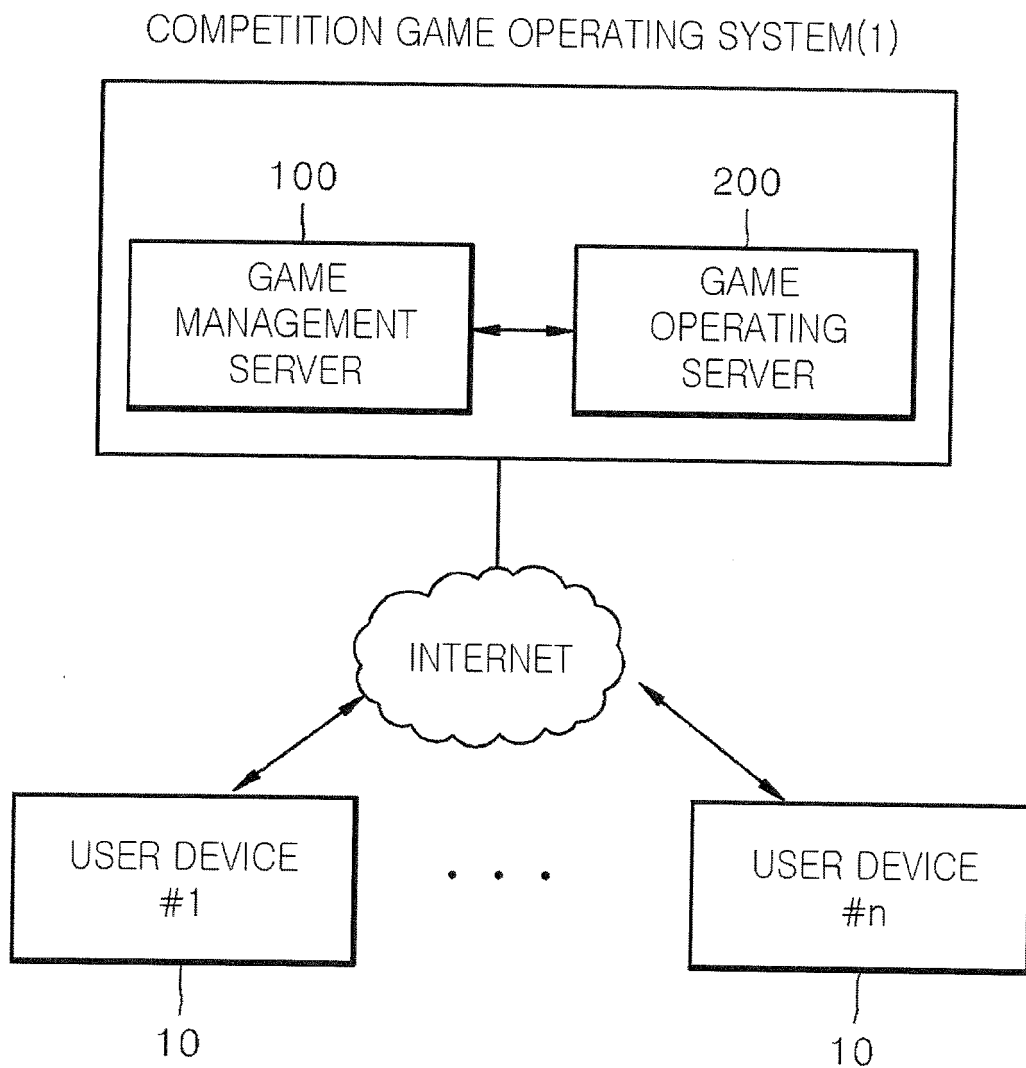 COMPETITION GAME OPERATING SYSTEM(1)
100
200
GAME
MANAGEMENT
SERVER
GAME
OPERATING
SERVER
INTERNET
USER DEVICE
#1
USER DEVICE
#n
10
10